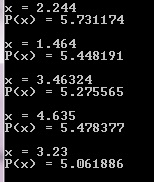 x = 2.244
P(x) = 5.731174
x = 1.464
P(x) = 5.448191
x = 3.46324
P(x) = 5.275565
x = 4.635
P(x) = 5.478377
x = 3.23
P(x) = 5.061886